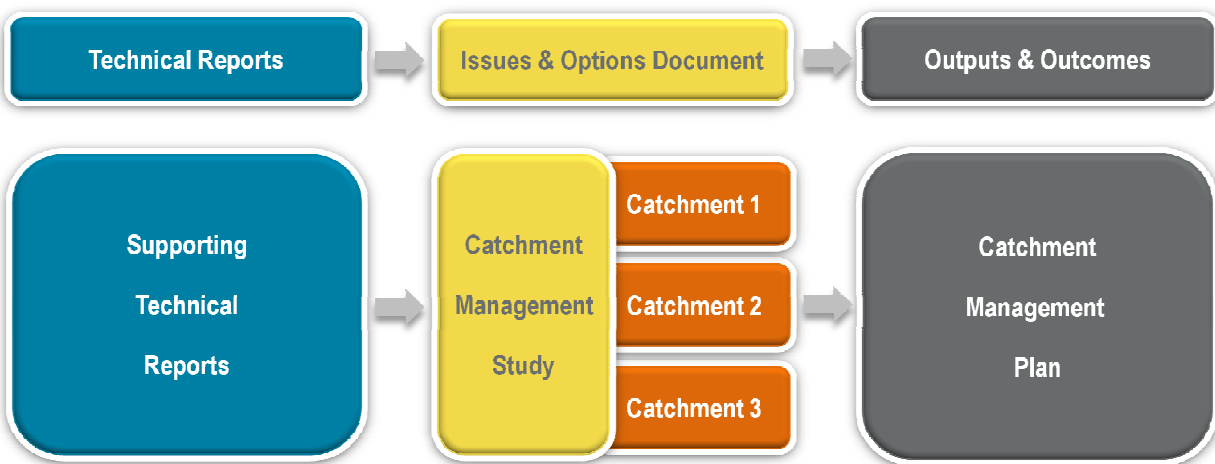 Technical Reports
Issues & Options Document
Outputs & Outcomes
Supporting
Technical
Reports
Catchment
Management
Study
Catchment 1
Catchment 2
Catchment 3
Catchment
Management
Plan